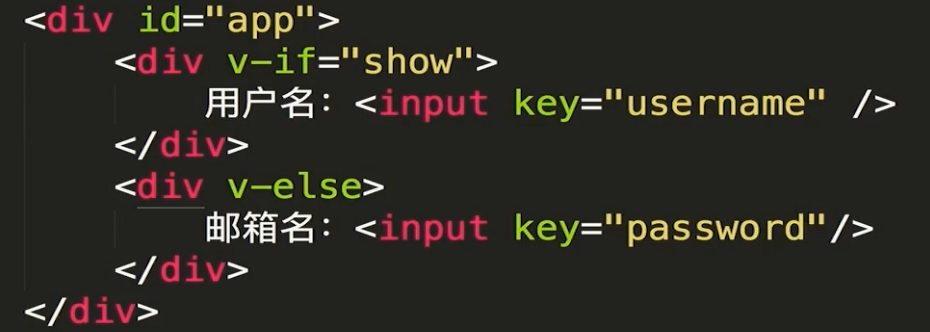 <div id="app">
<div v-if="show">
用户名：<input key="username" />
</div>
<div v-else>
邮箱名：<input key="password"/>
</div>
</div>